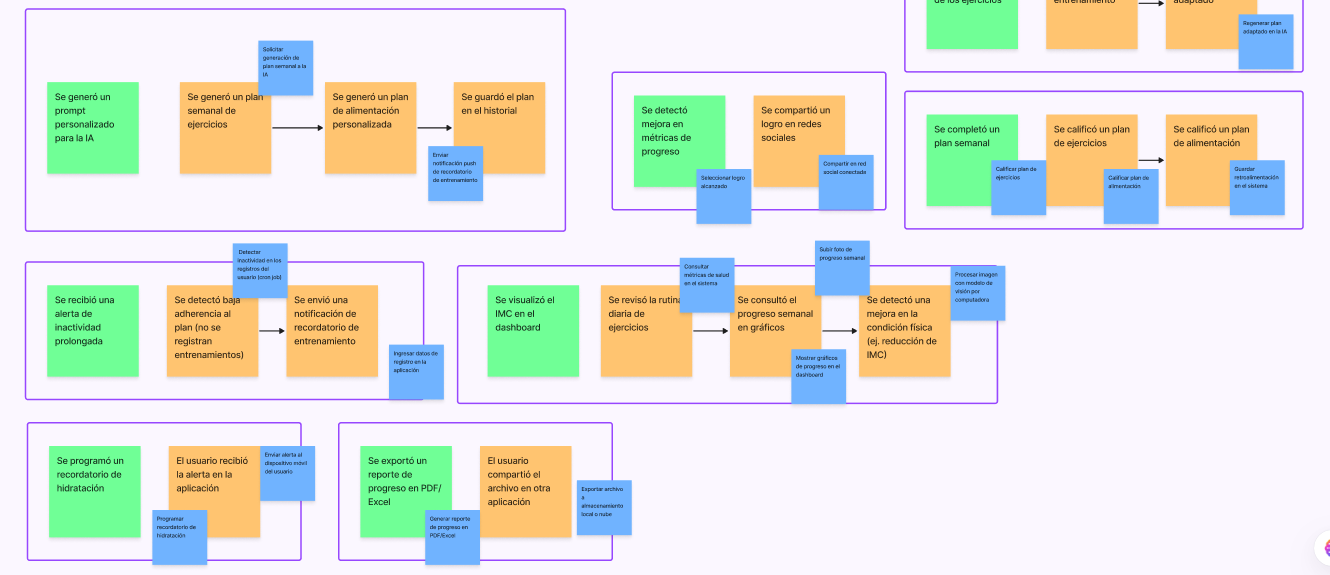 Solicitar
generación de
plan semanal a la
IA
Se generó un
prompt
personalizado
para la IA
Se generó un plan
semanal de
ejercicios
Se generó un plan
de alimentación
personalizada
Se guardó el plan
en el historial
Enviar
notificación push
de recordatorio
de entrenamiento
Se detectó
mejora en
métricas de
progreso
Se compartió un
logro en redes
sociales
Seleccionar logro
alcanzado
Compartir en red
social conectada
de los ejercicios
entrenamiento
adaptado
Regenerar plan
adaptado en la IA
Se completó un
plan semanal
Se calificó un plan
de ejercicios
Se calificó un plan
de alimentación
Calificar plan de
ejercicios
Calificar plan de
alimentación
Guardar
retroalimentación
en el sistema
Detectar
inactividad en los
registros del
usuario (cron job)
Se recibió una
alerta de
inactividad
prolongada
Se detectó baja
adherencia al
plan (no se
registran
entrenamientos)
Se envió una
notificación de
recordatorio de
entrenamiento
Ingresar datos de
registro en la
aplicación
Consultar
métricas de salud
en el sistema
Subir foto de
progreso semanal
Procesar imagen
con modelo de
visión por
computadora
Se visualizó el
IMC en el
dashboard
Se revisó la rutina
diaria de
ejercicios
Se consultó el
progreso semanal
en gráficos
Se detectó una
mejora en la
condición física
(ej. reducción de
IMC)
Mostrar gráficos
de progreso en el
dashboard
Se programó un
recordatorio de
hidratación
El usuario recibió
la alerta en la
aplicación
Enviar alerta al
dispositivo móvil
del usuario
Programar
recordatorio de
hidratación
Se exportó un
reporte de
progreso en PDF/
Excel
El usuario
compartió el
archivo en otra
aplicación
Generar reporte
de progreso en
PDF/Excel
Exportar archivo
a
almacenamiento
local o nube